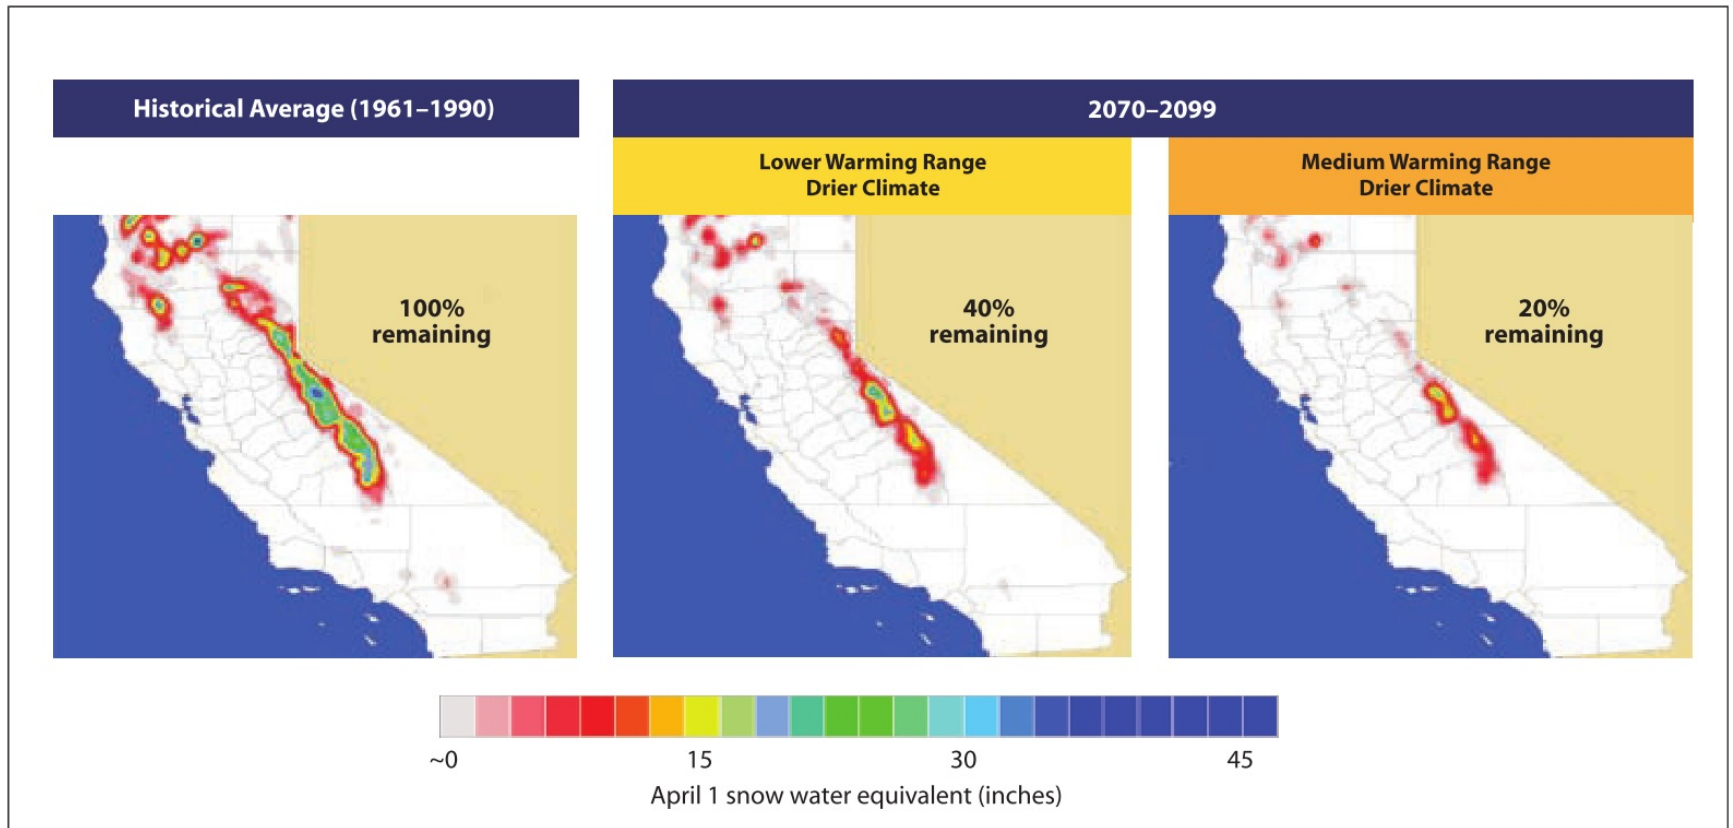 Historical Average (1961–1990)
2070–2099
Lower Warming Range
Drier Climate
Medium Warming Range
Drier Climate
100%
remaining
40%
remaining
20%
remaining
~0
15
30
45
April 1 snow water equivalent (inches)